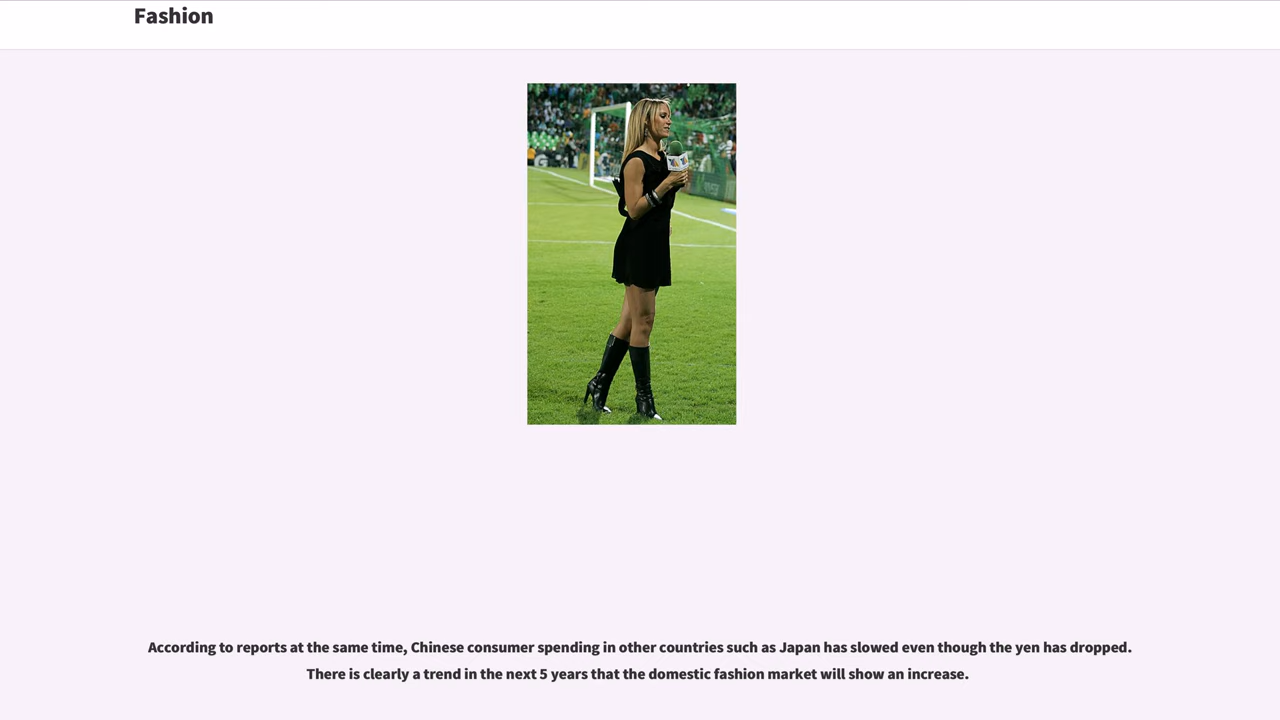 Fashion
According to reports at the same time, Chinese consumer spending in other countries such as Japan has slowed even though the yen has dropped.
There is clearly a trend in the next 5 years that the domestic fashion market will show an increase.